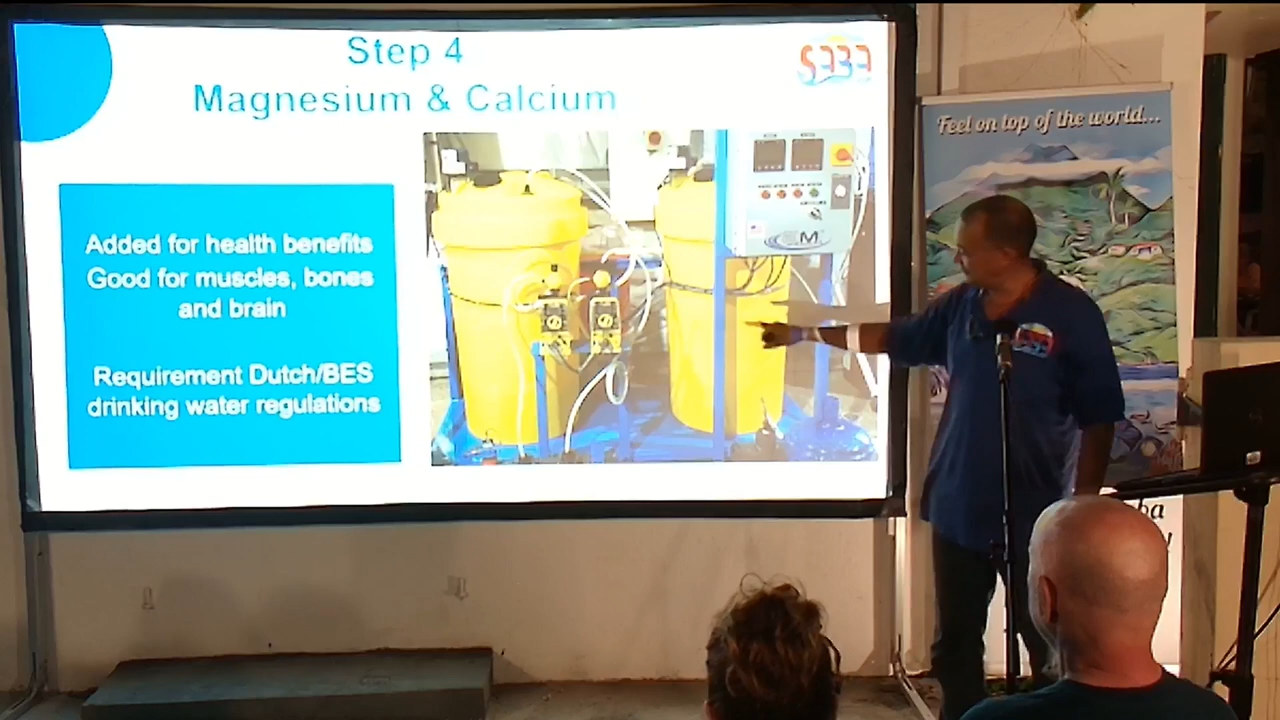 Step 4
Magnesium & Calcium
SABA
Added for health benefits
Good for muscles, bones
and brain
Requirement Dutch/BES
drinking water regulations
Feel on top of the world...